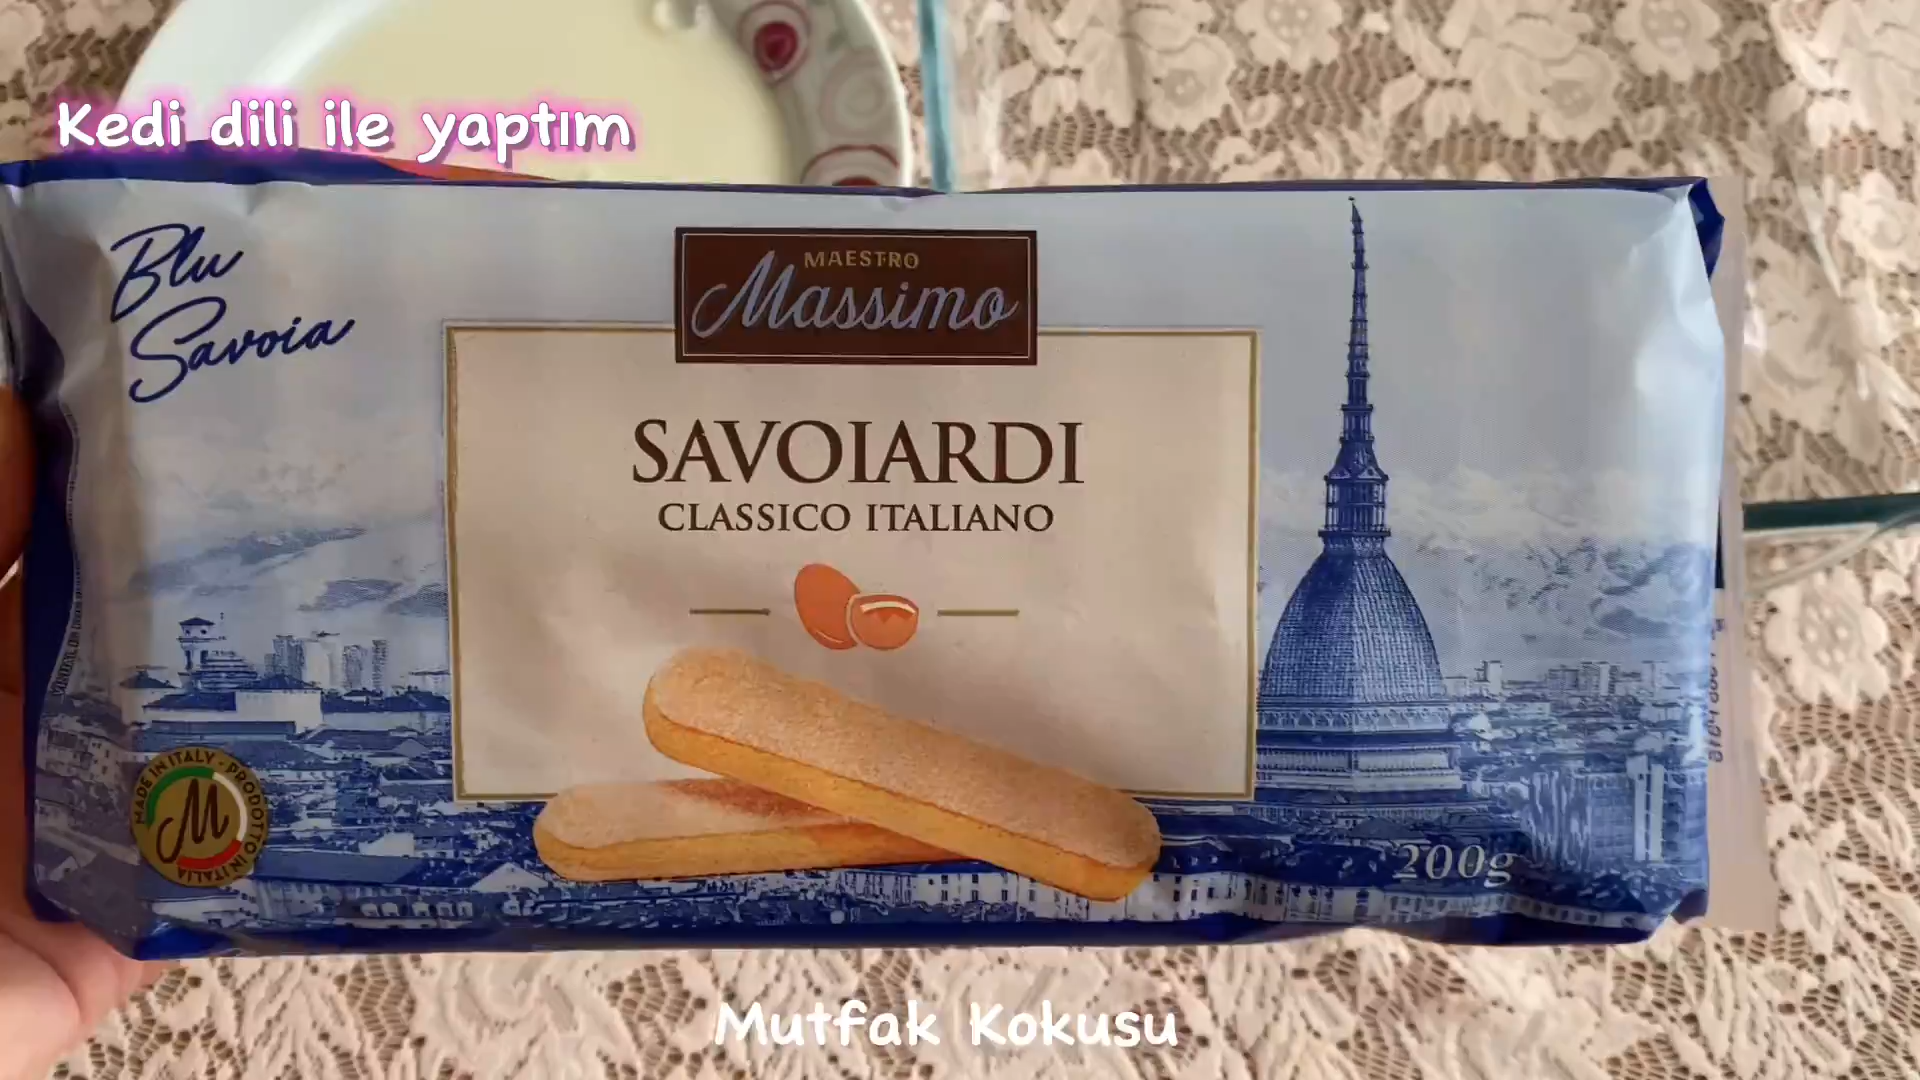 Kedi dili ile yaptım
Blu
Savoia
MAESTRO
Massimo
SAVOIARDI
CLASSICO ITALIANO
MADE IN ITALY - PRODOTTO IN ITALIA
M
200g
Mutfak Kokusu